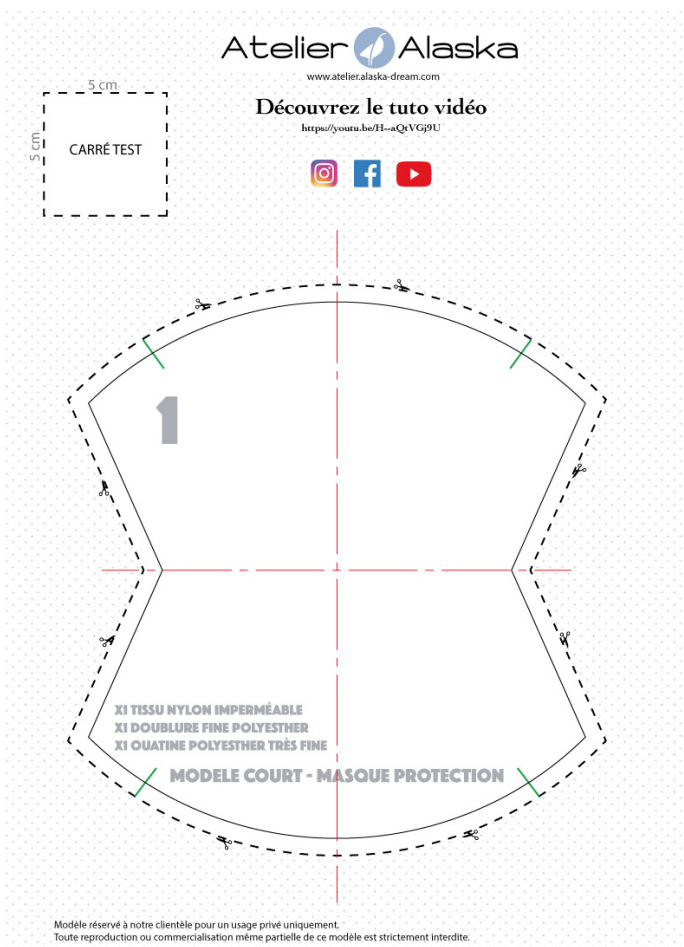 Atelier Alaska
www.atelier.alaska-dream.com
Découvrez le tuto vidéo
https://youtu.be/H--aQtVGj9U
5 cm
5 cm
CARRÉ TEST
1
X1 TISSU NYLON IMPERMÉABLE
X1 DOUBLURE FINE POLYESTHER
X1 OUATINE POLYESTHER TRÈS FINE
MODELE COURT - MASQUE PROTECTION
Modèle réservé à notre clientèle pour un usage privé uniquement.
Toute reproduction ou commercialisation même partielle de ce modèle est strictement interdite.